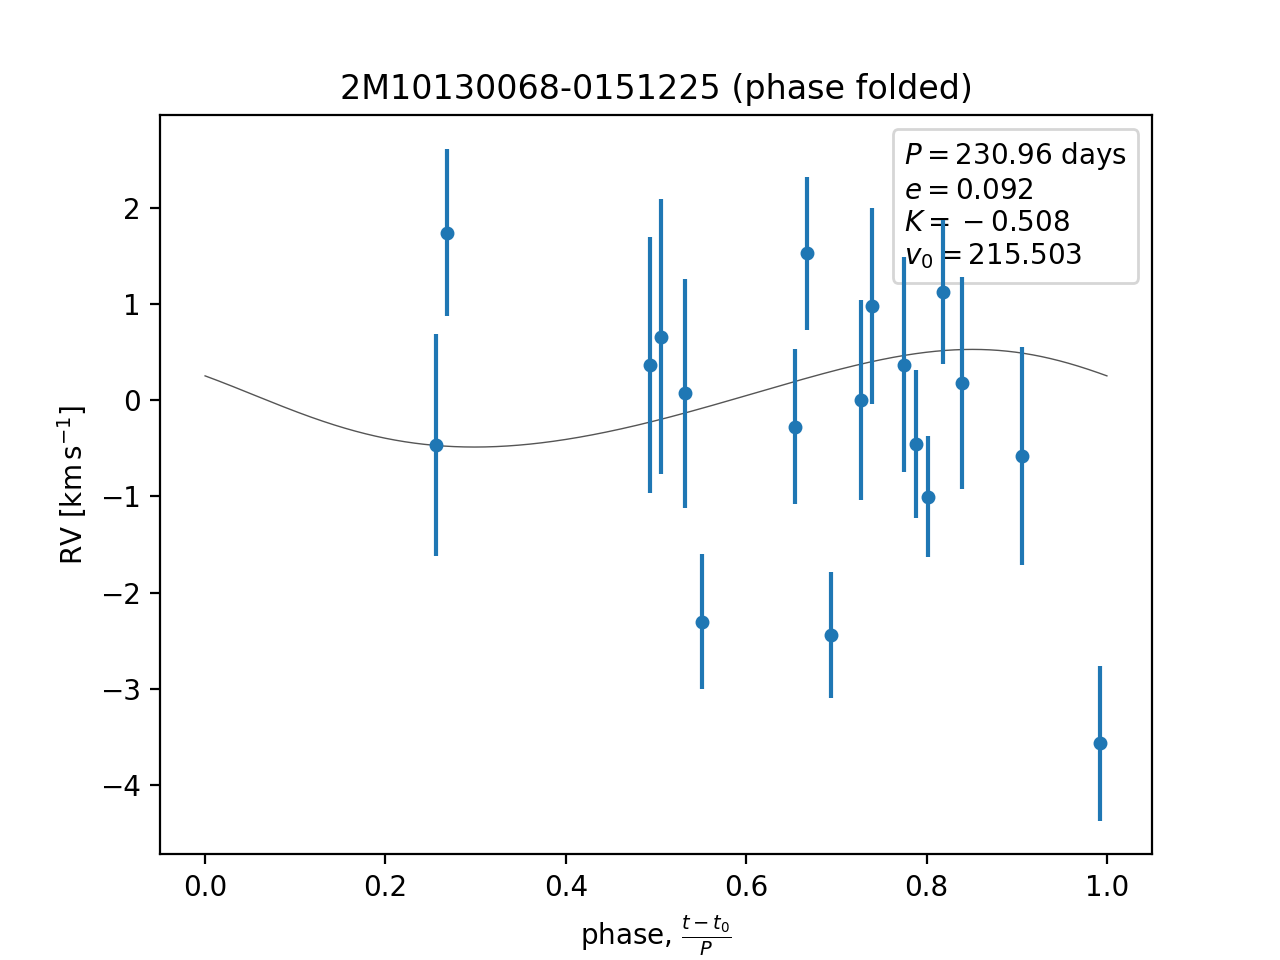 2M10130068-0151225 (phase folded)
P = 230.96 days
e = 0.092
K = −0.508
v₀ = 215.503
2
1
0
−1
−2
−3
−4
RV [km s⁻¹]
0.0 0.2 0.4 0.6 0.8 1.0
phase, (t − t₀)/P